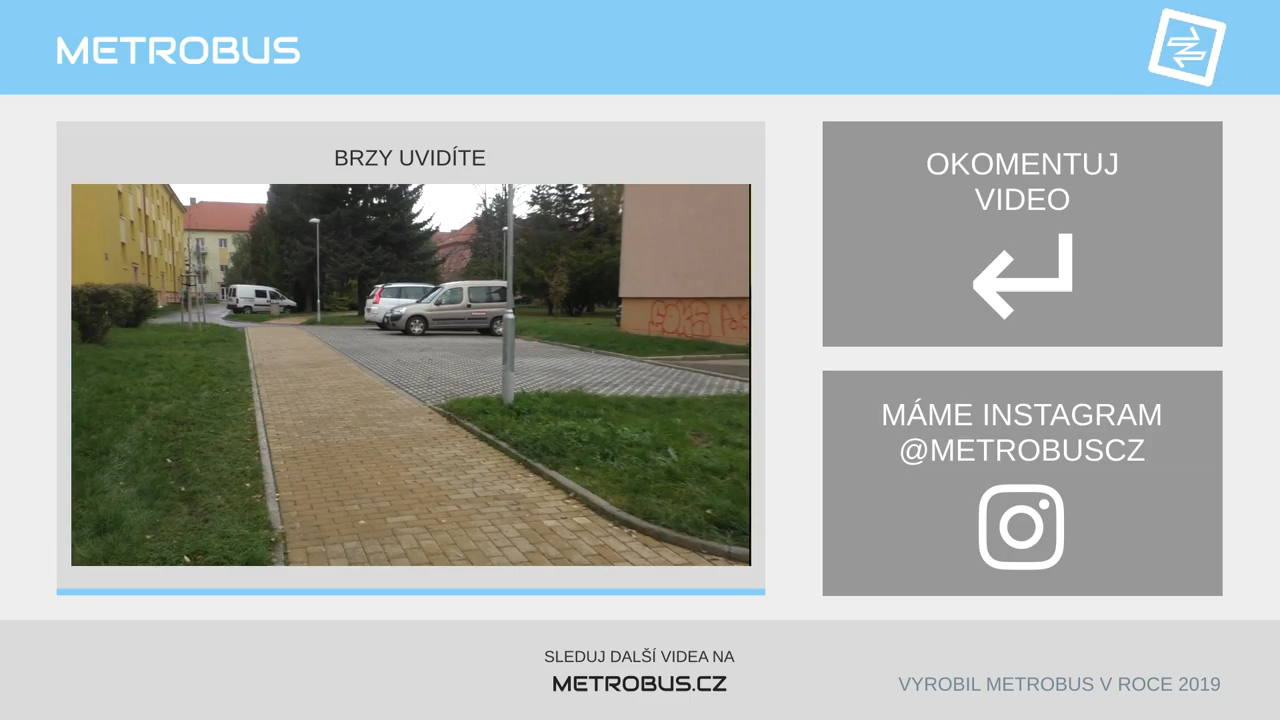 METROBUS
BRZY UVIDÍTE
OKOMENTUJ
VIDEO
MÁME INSTAGRAM
@METROBUSCZ
SLEDUJ DALŠÍ VIDEA NA
METROBUS.CZ
VYROBIL METROBUS V ROCE 2019